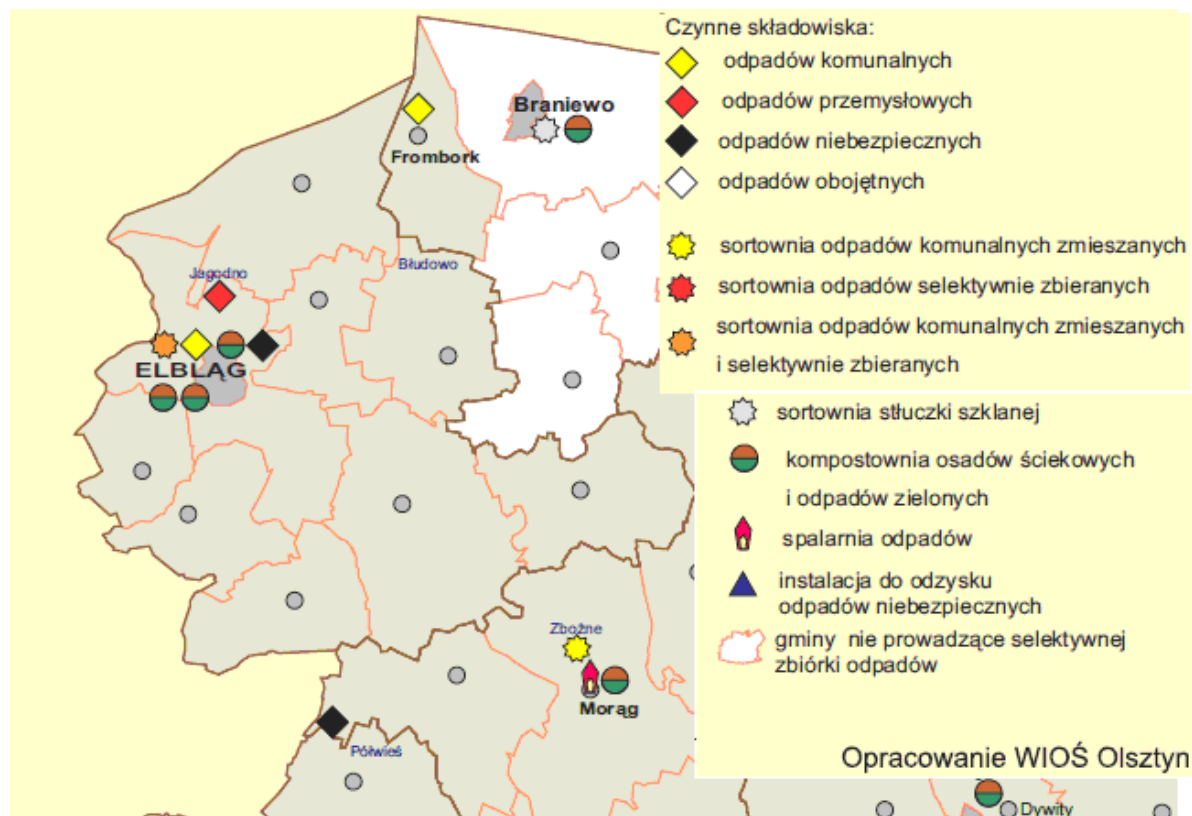 Czynne składowiska:
odpadów komunalnych
odpadów przemysłowych
odpadów niebezpiecznych
odpadów obojętnych
sortownia odpadów komunalnych zmieszanych
sortownia odpadów selektywnie zbieranych
sortownia odpadów komunalnych zmieszanych
i selektywnie zbieranych
sortownia stłuczki szklanej
kompostownia osadów ściekowych
i odpadów zielonych
spalarnia odpadów
instalacja do odzysku
odpadów niebezpiecznych
gminy nie prowadzące selektywnej
zbiórki odpadów
Opracowanie WIOŚ Olsztyn
Braniewo
Frombork
Błudowo
Jagodno
ELBLĄG
Zbożne
Morąg
Półwieś
Dywity